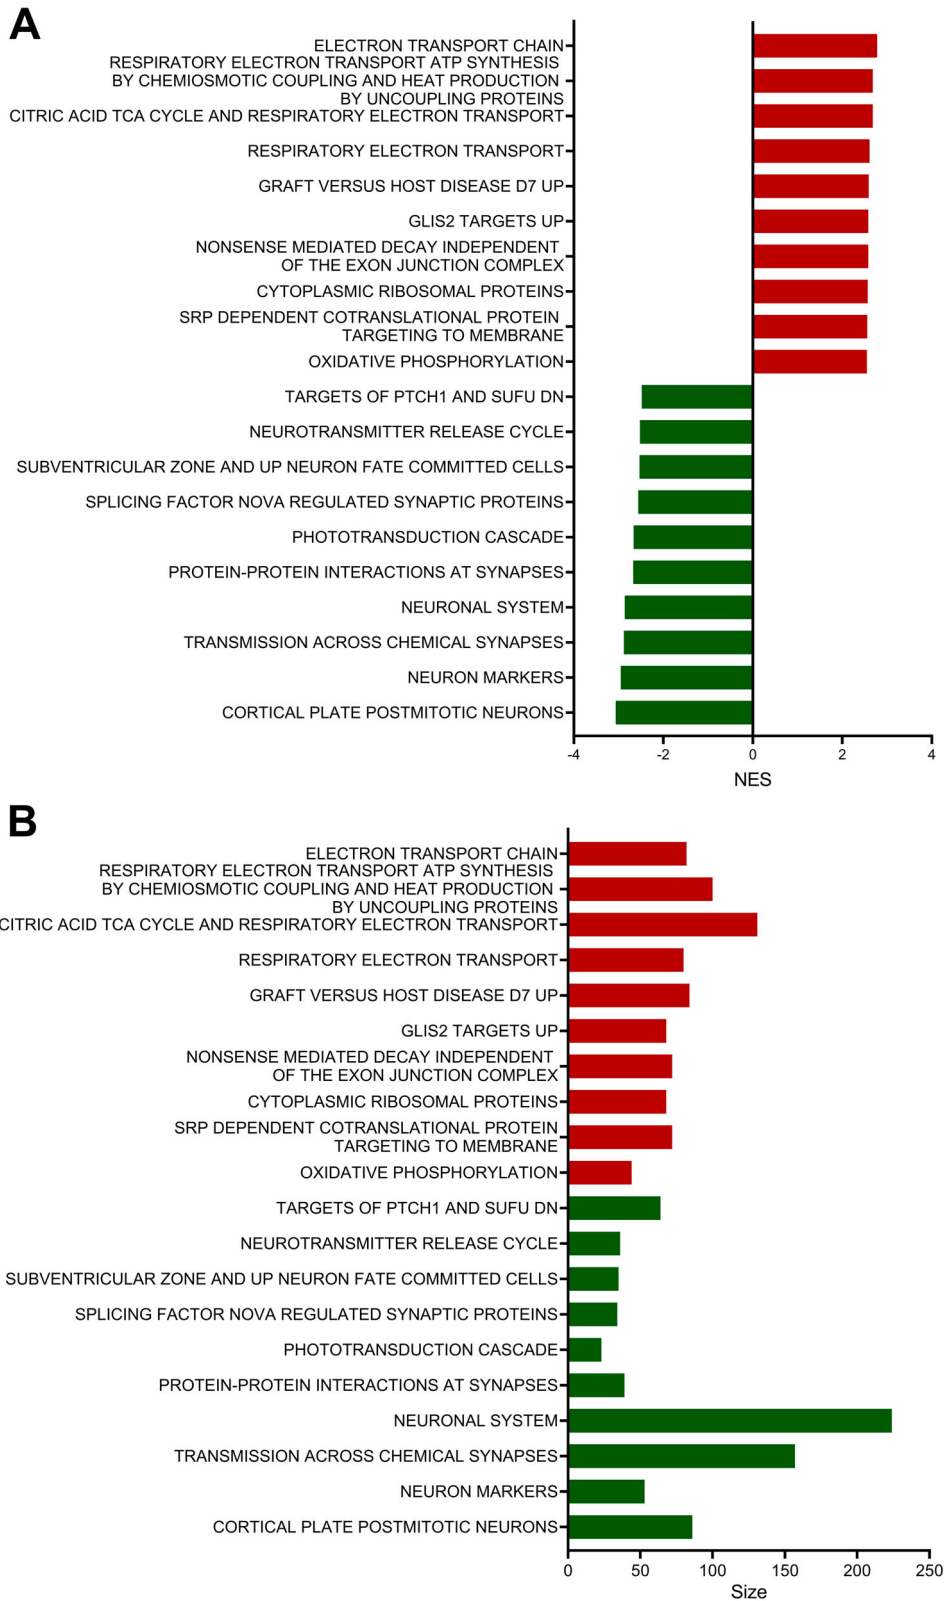 A
ELECTRON TRANSPORT CHAIN
RESPIRATORY ELECTRON TRANSPORT ATP SYNTHESIS
BY CHEMIOSMOTIC COUPLING AND HEAT PRODUCTION
BY UNCOUPLING PROTEINS
CITRIC ACID TCA CYCLE AND RESPIRATORY ELECTRON TRANSPORT
RESPIRATORY ELECTRON TRANSPORT
GRAFT VERSUS HOST DISEASE D7 UP
GLIS2 TARGETS UP
NONSENSE MEDIATED DECAY INDEPENDENT
OF THE EXON JUNCTION COMPLEX
CYTOPLASMIC RIBOSOMAL PROTEINS
SRP DEPENDENT COTRANSLATIONAL PROTEIN
TARGETING TO MEMBRANE
OXIDATIVE PHOSPHORYLATION
TARGETS OF PTCH1 AND SUFU DN
NEUROTRANSMITTER RELEASE CYCLE
SUBVENTRICULAR ZONE AND UP NEURON FATE COMMITTED CELLS
SPLICING FACTOR NOVA REGULATED SYNAPTIC PROTEINS
PHOTOTRANSDUCTION CASCADE
PROTEIN-PROTEIN INTERACTIONS AT SYNAPSES
NEURONAL SYSTEM
TRANSMISSION ACROSS CHEMICAL SYNAPSES
NEURON MARKERS
CORTICAL PLATE POSTMITOTIC NEURONS
-4 -2 0 2 4
NES
B
ELECTRON TRANSPORT CHAIN
RESPIRATORY ELECTRON TRANSPORT ATP SYNTHESIS
BY CHEMIOSMOTIC COUPLING AND HEAT PRODUCTION
BY UNCOUPLING PROTEINS
CITRIC ACID TCA CYCLE AND RESPIRATORY ELECTRON TRANSPORT
RESPIRATORY ELECTRON TRANSPORT
GRAFT VERSUS HOST DISEASE D7 UP
GLIS2 TARGETS UP
NONSENSE MEDIATED DECAY INDEPENDENT
OF THE EXON JUNCTION COMPLEX
CYTOPLASMIC RIBOSOMAL PROTEINS
SRP DEPENDENT COTRANSLATIONAL PROTEIN
TARGETING TO MEMBRANE
OXIDATIVE PHOSPHORYLATION
TARGETS OF PTCH1 AND SUFU DN
NEUROTRANSMITTER RELEASE CYCLE
SUBVENTRICULAR ZONE AND UP NEURON FATE COMMITTED CELLS
SPLICING FACTOR NOVA REGULATED SYNAPTIC PROTEINS
PHOTOTRANSDUCTION CASCADE
PROTEIN-PROTEIN INTERACTIONS AT SYNAPSES
NEURONAL SYSTEM
TRANSMISSION ACROSS CHEMICAL SYNAPSES
NEURON MARKERS
CORTICAL PLATE POSTMITOTIC NEURONS
0 50 100 150 200 250
Size